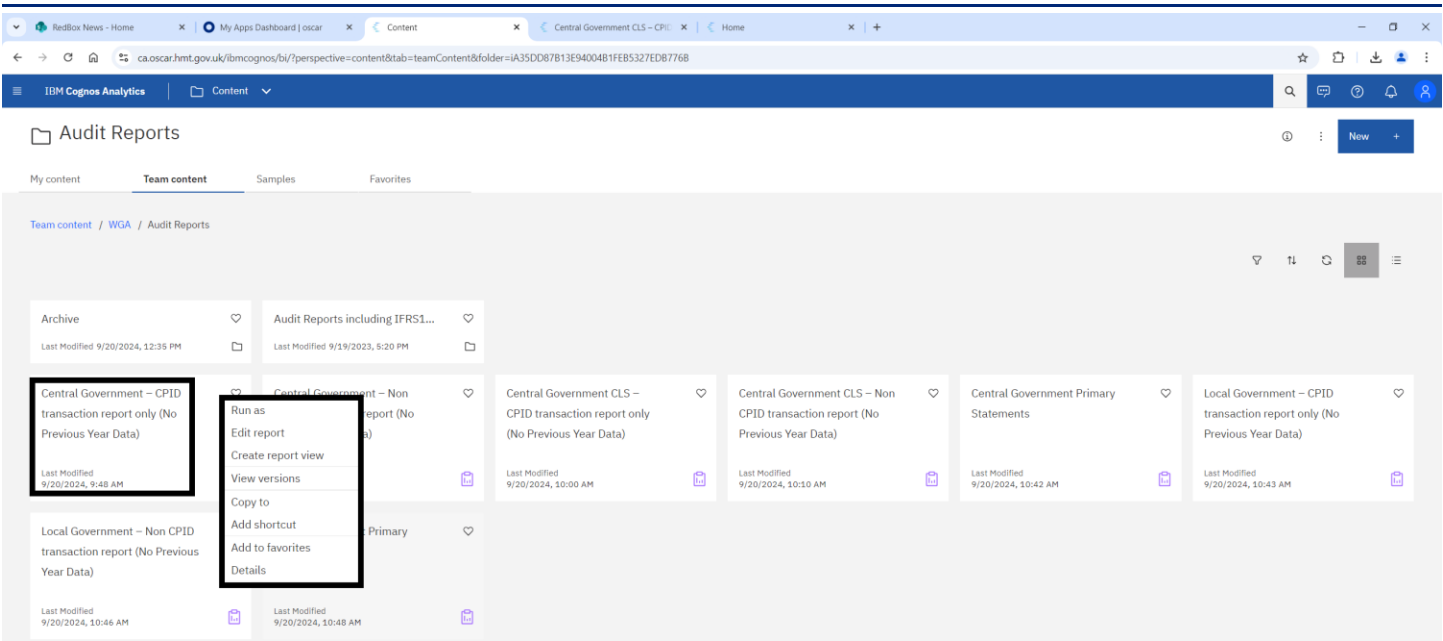 RedBox News - Home
My Apps Dashboard | oscar
Content
Central Government CLS – CPID
Home
ca.oscar.hmt.gov.uk/ibmcognos/bi/?perspective=content&tab=teamContent&folder=iA35DD87B13E94004B1FEB5327EDB776B
IBM Cognos Analytics
Content
Audit Reports
New +
My content
Team content
Samples
Favorites
Team content / WGA / Audit Reports
Archive
Last Modified 9/20/2024, 12:35 PM
Audit Reports including IFRS1...
Last Modified 9/19/2023, 5:20 PM
Central Government – CPID
transaction report only (No
Previous Year Data)
Last Modified
9/20/2024, 9:48 AM
Run as
Edit report
Create report view
View versions
Copy to
Add shortcut
Add to favorites
Details
Central Government – Non
report (No
a)
Central Government CLS –
CPID transaction report only
(No Previous Year Data)
Last Modified
9/20/2024, 10:00 AM
Central Government CLS – Non
CPID transaction report (No
Previous Year Data)
Last Modified
9/20/2024, 10:10 AM
Central Government Primary
Statements
Last Modified
9/20/2024, 10:42 AM
Local Government – CPID
transaction report only (No
Previous Year Data)
Last Modified
9/20/2024, 10:43 AM
Local Government – Non CPID
transaction report (No Previous
Year Data)
Last Modified
9/20/2024, 10:46 AM
Primary
Last Modified
9/20/2024, 10:48 AM